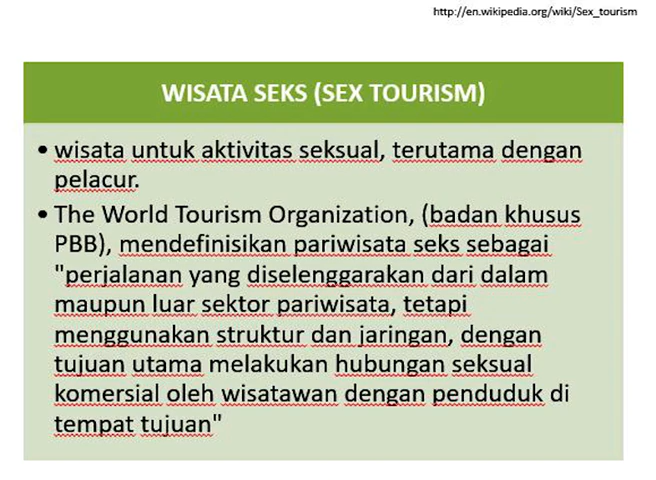 http://en.wikipedia.org/wiki/Sex_tourism
WISATA SEKS (SEX TOURISM)
• wisata untuk aktivitas seksual, terutama dengan
pelacur.
• The World Tourism Organization, (badan khusus
PBB), mendefinisikan pariwisata seks sebagai
"perjalanan yang diselenggarakan dari dalam
maupun luar sektor pariwisata, tetapi
menggunakan struktur dan jaringan, dengan
tujuan utama melakukan hubungan seksual
komersial oleh wisatawan dengan penduduk di
tempat tujuan"